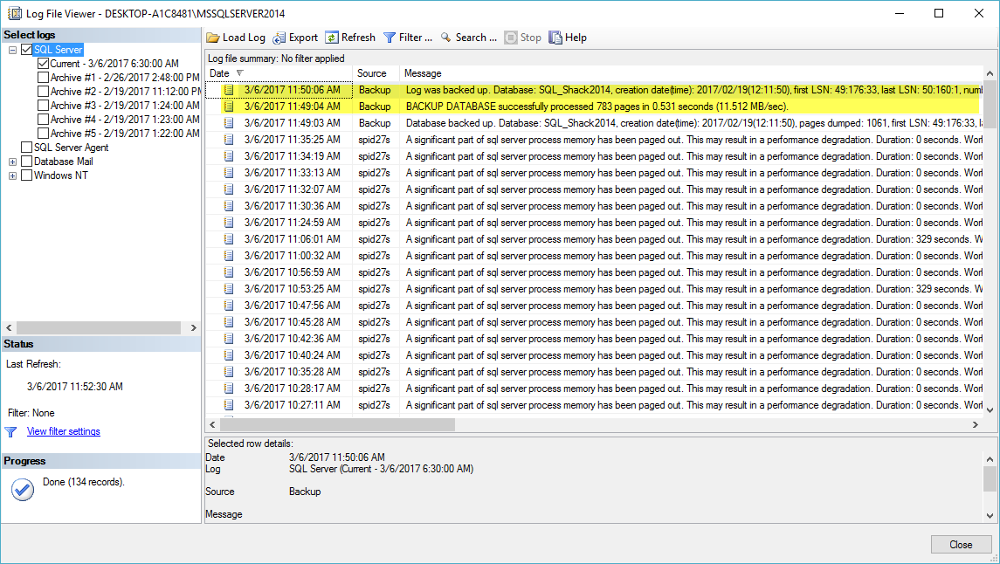 Log File Viewer - DESKTOP-A1C8481\MSSQLSERVER2014
Select logs
SQL Server
Current - 3/6/2017 6:30:00 AM
Archive #1 - 2/26/2017 2:48:00 PM
Archive #2 - 2/19/2017 11:12:00 PM
Archive #3 - 2/19/2017 1:24:00 AM
Archive #4 - 2/19/2017 1:23:00 AM
Archive #5 - 2/19/2017 1:22:00 AM
SQL Server Agent
Database Mail
Windows NT
Status
Last Refresh:
3/6/2017 11:52:30 AM
Filter: None
View filter settings
Progress
Done (134 records).
Load Log Export Refresh Filter ... Search ... Stop Help
Log file summary: No filter applied
Date Source Message
3/6/2017 11:50:06 AM Backup Log was backed up. Database: SQL_Shack2014, creation date(time): 2017/02/19(12:11:50), first LSN: 49:176:33, last LSN: 50:160:1, num
3/6/2017 11:49:04 AM Backup BACKUP DATABASE successfully processed 783 pages in 0.531 seconds (11.512 MB/sec).
3/6/2017 11:49:03 AM Backup Database backed up. Database: SQL_Shack2014, creation date(time): 2017/02/19(12:11:50), pages dumped: 1061, first LSN: 49:176:33,
3/6/2017 11:35:25 AM spid27s A significant part of sql server process memory has been paged out. This may result in a performance degradation. Duration: 0 seconds. Work
3/6/2017 11:34:19 AM spid27s A significant part of sql server process memory has been paged out. This may result in a performance degradation. Duration: 0 seconds. Work
3/6/2017 11:33:13 AM spid27s A significant part of sql server process memory has been paged out. This may result in a performance degradation. Duration: 0 seconds. Work
3/6/2017 11:32:07 AM spid27s A significant part of sql server process memory has been paged out. This may result in a performance degradation. Duration: 0 seconds. Work
3/6/2017 11:30:36 AM spid27s A significant part of sql server process memory has been paged out. This may result in a performance degradation. Duration: 0 seconds. Work
3/6/2017 11:24:59 AM spid27s A significant part of sql server process memory has been paged out. This may result in a performance degradation. Duration: 0 seconds. Work
3/6/2017 11:06:01 AM spid27s A significant part of sql server process memory has been paged out. This may result in a performance degradation. Duration: 329 seconds. W
3/6/2017 11:00:32 AM spid27s A significant part of sql server process memory has been paged out. This may result in a performance degradation. Duration: 0 seconds. Work
3/6/2017 10:56:59 AM spid27s A significant part of sql server process memory has been paged out. This may result in a performance degradation. Duration: 0 seconds. Work
3/6/2017 10:53:25 AM spid27s A significant part of sql server process memory has been paged out. This may result in a performance degradation. Duration: 329 seconds. W
3/6/2017 10:47:56 AM spid27s A significant part of sql server process memory has been paged out. This may result in a performance degradation. Duration: 0 seconds. Work
3/6/2017 10:45:28 AM spid27s A significant part of sql server process memory has been paged out. This may result in a performance degradation. Duration: 0 seconds. Work
3/6/2017 10:42:36 AM spid27s A significant part of sql server process memory has been paged out. This may result in a performance degradation. Duration: 0 seconds. Work
3/6/2017 10:40:24 AM spid27s A significant part of sql server process memory has been paged out. This may result in a performance degradation. Duration: 0 seconds. Work
3/6/2017 10:35:28 AM spid27s A significant part of sql server process memory has been paged out. This may result in a performance degradation. Duration: 0 seconds. Work
3/6/2017 10:28:17 AM spid27s A significant part of sql server process memory has been paged out. This may result in a performance degradation. Duration: 0 seconds. Work
3/6/2017 10:27:11 AM spid27s A significant part of sql server process memory has been paged out. This may result in a performance degradation. Duration: 0 seconds. Work
Selected row details:
Date 3/6/2017 11:50:06 AM
Log SQL Server (Current - 3/6/2017 6:30:00 AM)
Source Backup
Message
Close